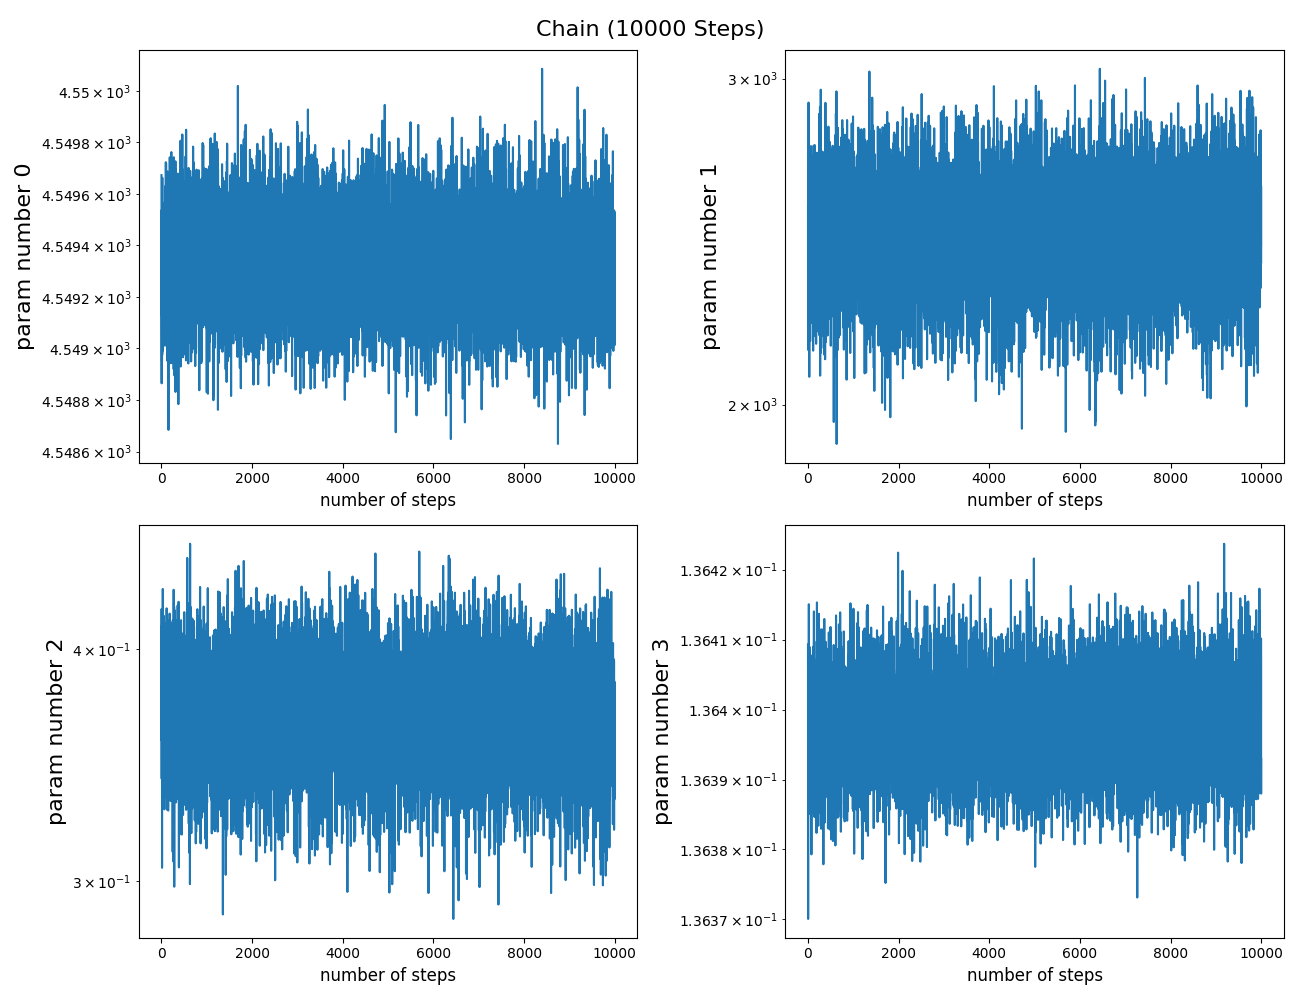 Chain (10000 Steps)
param number 0
4.55 × 10³
4.5498 × 10³
4.5496 × 10³
4.5494 × 10³
4.5492 × 10³
4.549 × 10³
4.5488 × 10³
4.5486 × 10³
0 2000 4000 6000 8000 10000
number of steps
param number 1
3 × 10³
2 × 10³
0 2000 4000 6000 8000 10000
number of steps
param number 2
4 × 10⁻¹
3 × 10⁻¹
0 2000 4000 6000 8000 10000
number of steps
param number 3
1.3642 × 10⁻¹
1.3641 × 10⁻¹
1.364 × 10⁻¹
1.3639 × 10⁻¹
1.3638 × 10⁻¹
1.3637 × 10⁻¹
0 2000 4000 6000 8000 10000
number of steps